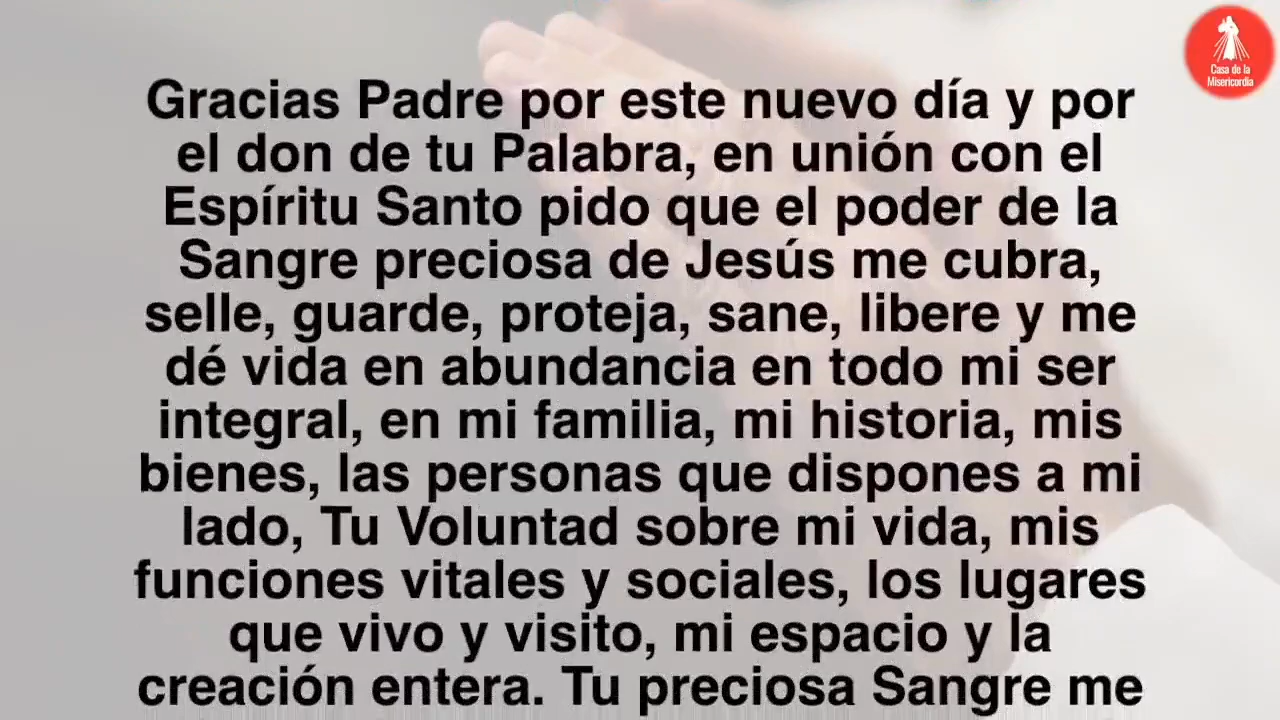 Casa de la
Misericordia
Gracias Padre por este nuevo día y por
el don de tu Palabra, en unión con el
Espíritu Santo pido que el poder de la
Sangre preciosa de Jesús me cubra,
selle, guarde, proteja, sane, libere y me
dé vida en abundancia en todo mi ser
integral, en mi familia, mi historia, mis
bienes, las personas que dispones a mi
lado, Tu Voluntad sobre mi vida, mis
funciones vitales y sociales, los lugares
que vivo y visito, mi espacio y la
creación entera. Tu preciosa Sangre me